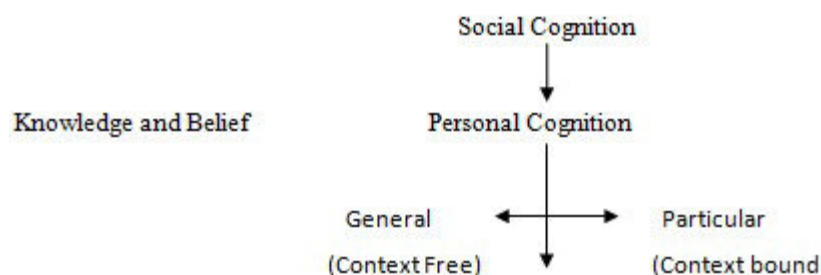 Social Cognition
Knowledge and Belief Personal Cognition
General Particular
(Context Free) (Context bound